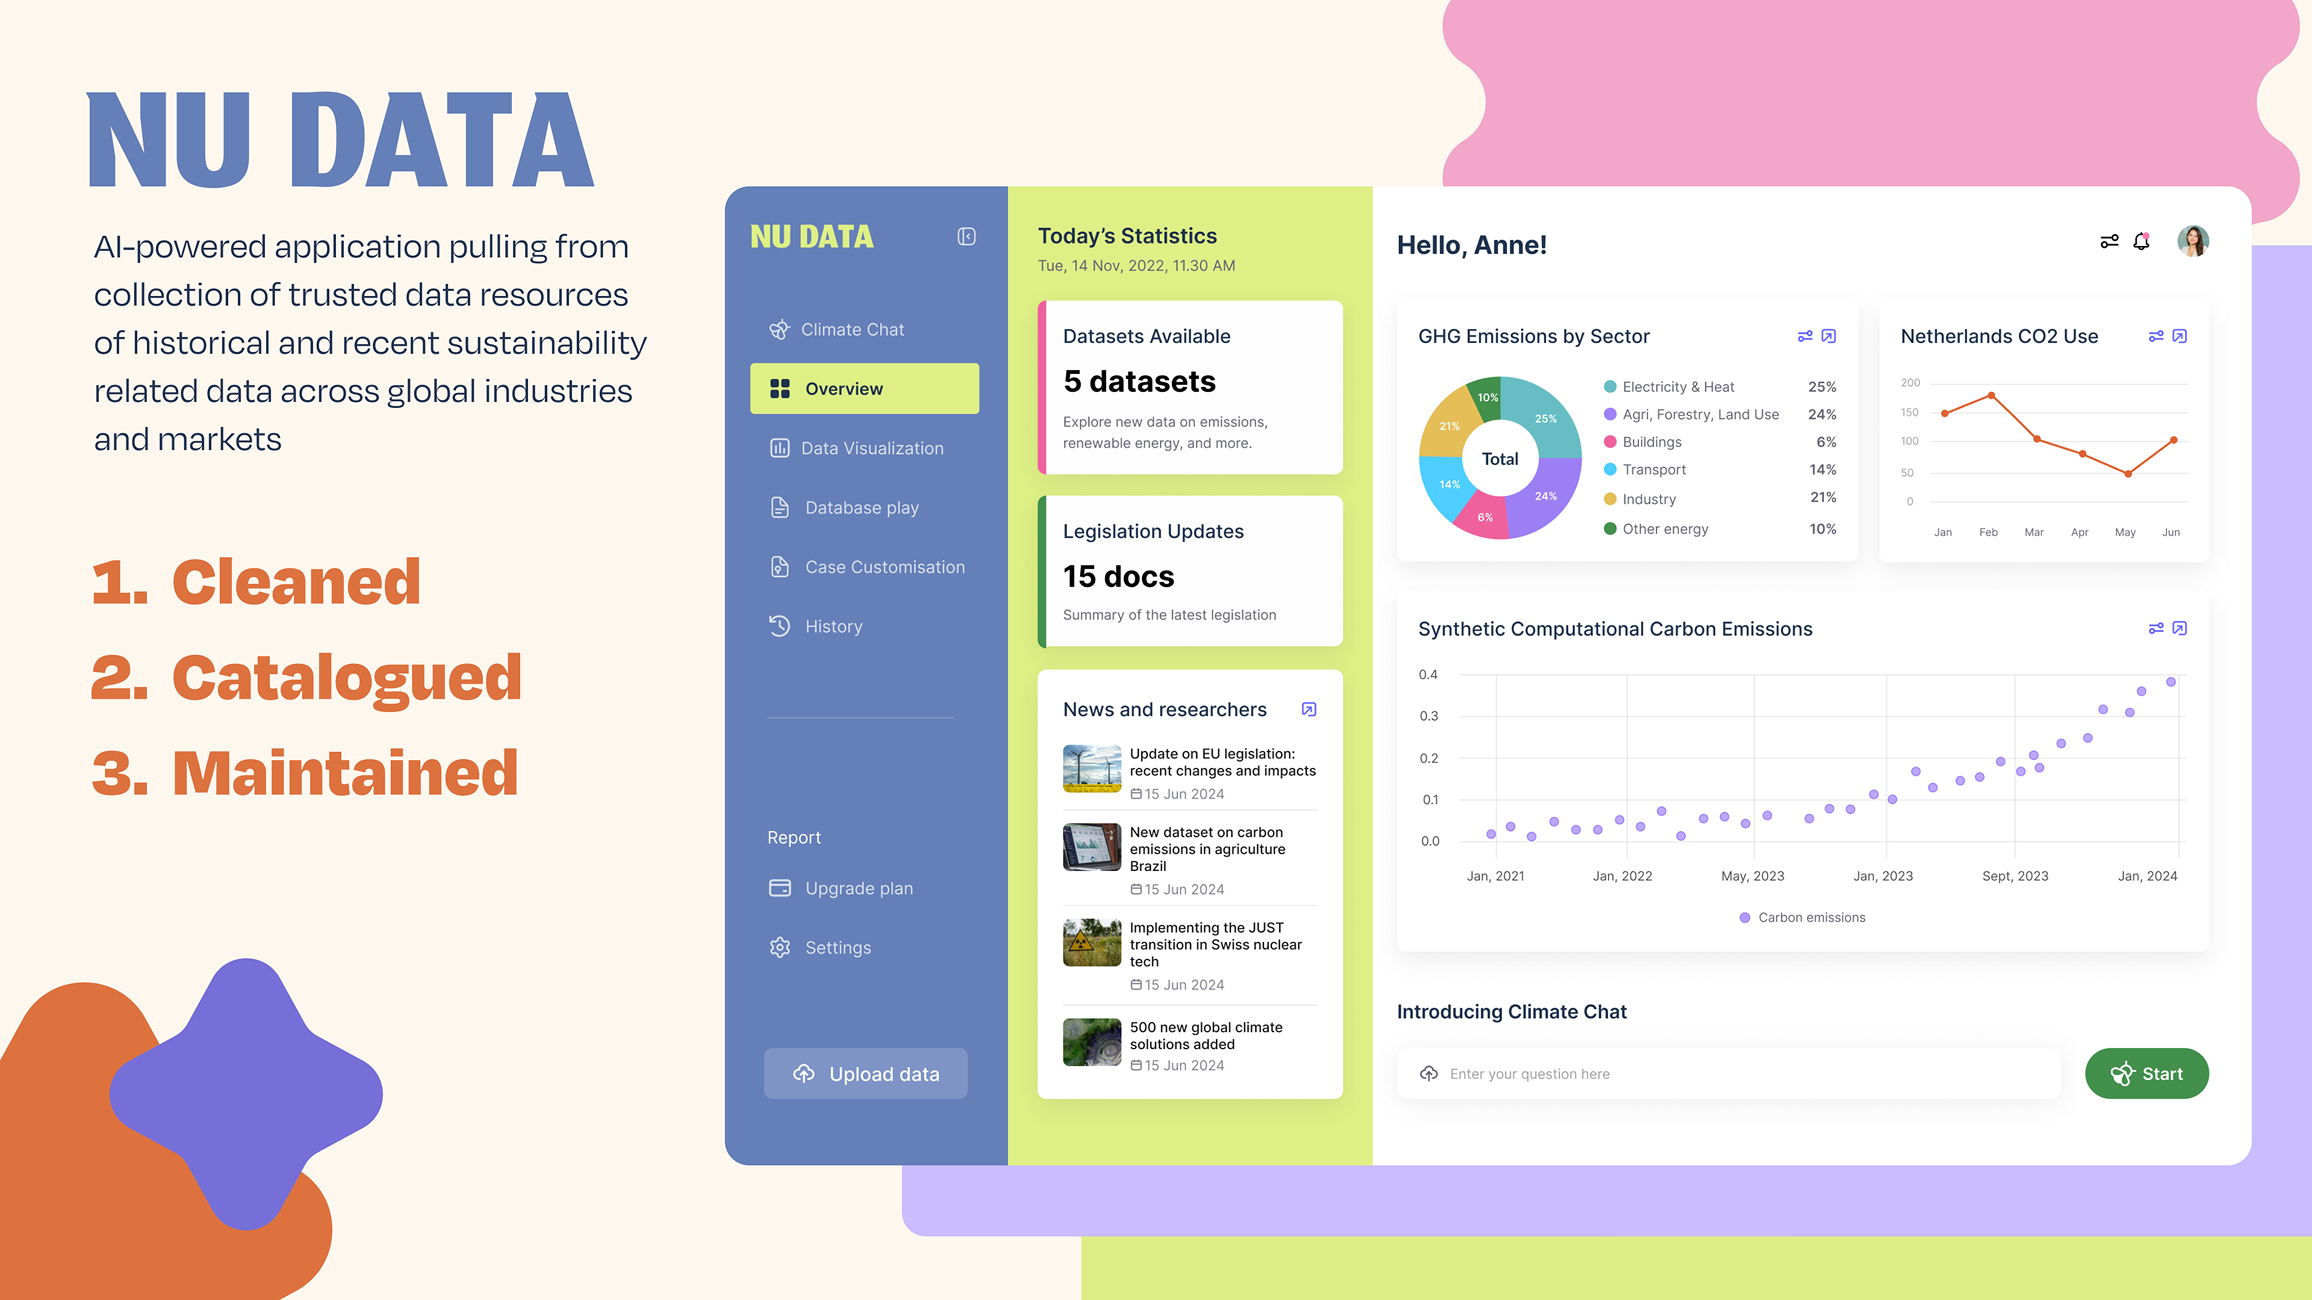 NU DATA
AI-powered application pulling from
collection of trusted data resources
of historical and recent sustainability
related data across global industries
and markets
1. Cleaned
2. Catalogued
3. Maintained
NU DATA
Climate Chat
Overview
Data Visualization
Database play
Case Customisation
History
Report
Upgrade plan
Settings
Upload data
Today's Statistics
Tue, 14 Nov, 2022, 11.30 AM
Datasets Available
5 datasets
Explore new data on emissions,
renewable energy, and more.
Legislation Updates
15 docs
Summary of the latest legislation
News and researchers
Update on EU legislation:
recent changes and impacts
15 Jun 2024
New dataset on carbon
emissions in agriculture
Brazil
15 Jun 2024
Implementing the JUST
transition in Swiss nuclear
tech
15 Jun 2024
500 new global climate
solutions added
15 Jun 2024
Hello, Anne!
GHG Emissions by Sector
10%
25%
21%
Total
14%
24%
6%
Electricity & Heat 25%
Agri, Forestry, Land Use 24%
Buildings 6%
Transport 14%
Industry 21%
Other energy 10%
Netherlands CO2 Use
200
150
100
50
0
Jan Feb Mar Apr May Jun
Synthetic Computational Carbon Emissions
0.4
0.3
0.2
0.1
0.0
Jan, 2021 Jan, 2022 May, 2023 Jan, 2023 Sept, 2023 Jan, 2024
Carbon emissions
Introducing Climate Chat
Enter your question here
Start